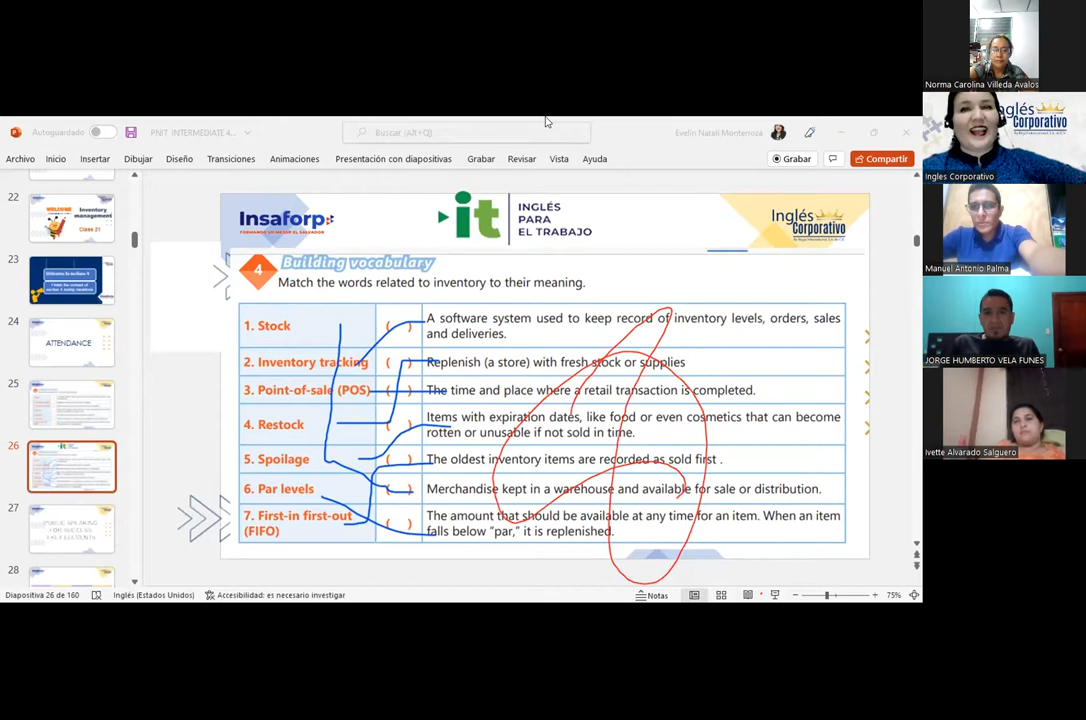 Norma Carolina Villeda Avalos
Inglés
Corporativo
Ingles Corporativo
Manuel Antonio Palma
JORGE HUMBERTO VELA FUNES
Ivette Alvarado Salguero
Autoguardado
PNIT INTERMEDIATE 4...
Buscar (Alt+Q)
Evelin Natali Monterroza
Archivo Inicio Insertar Dibujar Diseño Transiciones Animaciones Presentación con diapositivas Grabar Revisar Vista Ayuda
Grabar
Compartir
22
Inventory management
Clase 21
23
24
ATTENDANCE
25
26
27
PUBLIC SPEAKING
FOR SUCCESS
28
Insaforp
FORMANDO UN MEJOR EL SALVADOR
it
INGLÉS
PARA
EL TRABAJO
Inglés
Corporativo
4 Building vocabulary
Match the words related to inventory to their meaning.
1. Stock ( ) A software system used to keep record of inventory levels, orders, sales
and deliveries.
2. Inventory tracking ( ) Replenish (a store) with fresh stock or supplies
3. Point-of-sale (POS) ( ) The time and place where a retail transaction is completed.
4. Restock ( ) Items with expiration dates, like food or even cosmetics that can become
rotten or unusable if not sold in time.
5. Spoilage ( ) The oldest inventory items are recorded as sold first .
6. Par levels ( ) Merchandise kept in a warehouse and available for sale or distribution.
7. First-in first-out
(FIFO) ( ) The amount that should be available at any time for an item. When an item
falls below "par," it is replenished.
Diapositiva 26 de 160 Inglés (Estados Unidos) Accesibilidad: es necesario investigar
Notas
75%